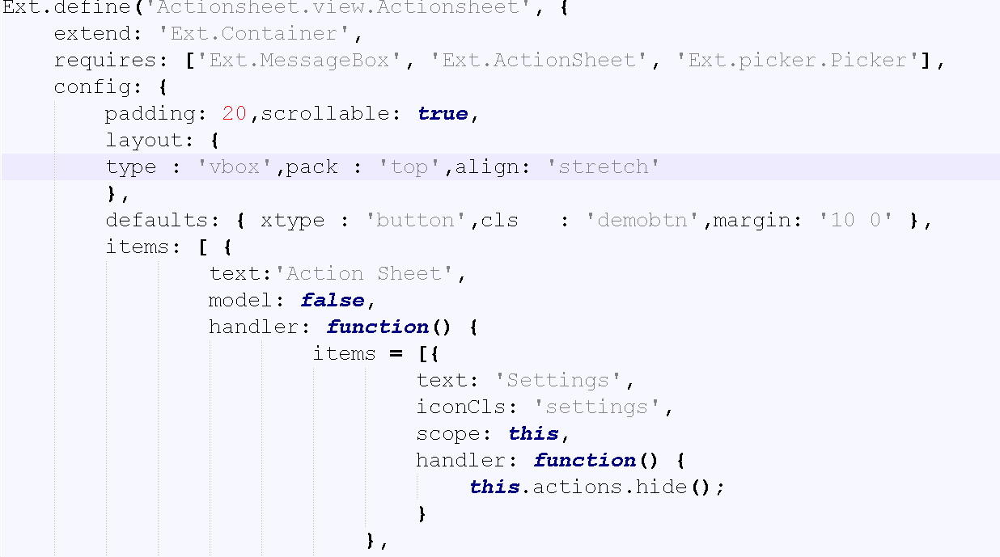 Ext.define('Actionsheet.view.Actionsheet', {
    extend: 'Ext.Container',
    requires: ['Ext.MessageBox', 'Ext.ActionSheet', 'Ext.picker.Picker'],
    config: {
        padding: 20,scrollable: true,
        layout: {
        type : 'vbox',pack : 'top',align: 'stretch'
        },
        defaults: { xtype : 'button',cls   : 'demobtn',margin: '10 0' },
        items: [ {
                text:'Action Sheet',
                model: false,
                handler: function() {
                        items = [{
                                text: 'Settings',
                                iconCls: 'settings',
                                scope: this,
                                handler: function() {
                                    this.actions.hide();
                                }
                            },